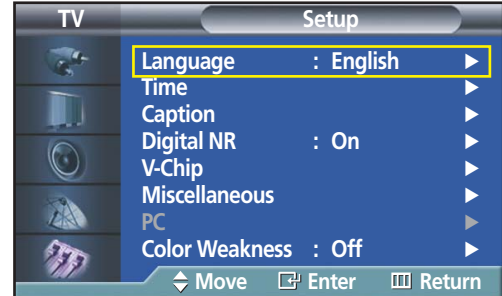 TV Setup
Language : English
Time
Caption
Digital NR : On
V-Chip
Miscellaneous
PC
Color Weakness : Off
Move Enter Return